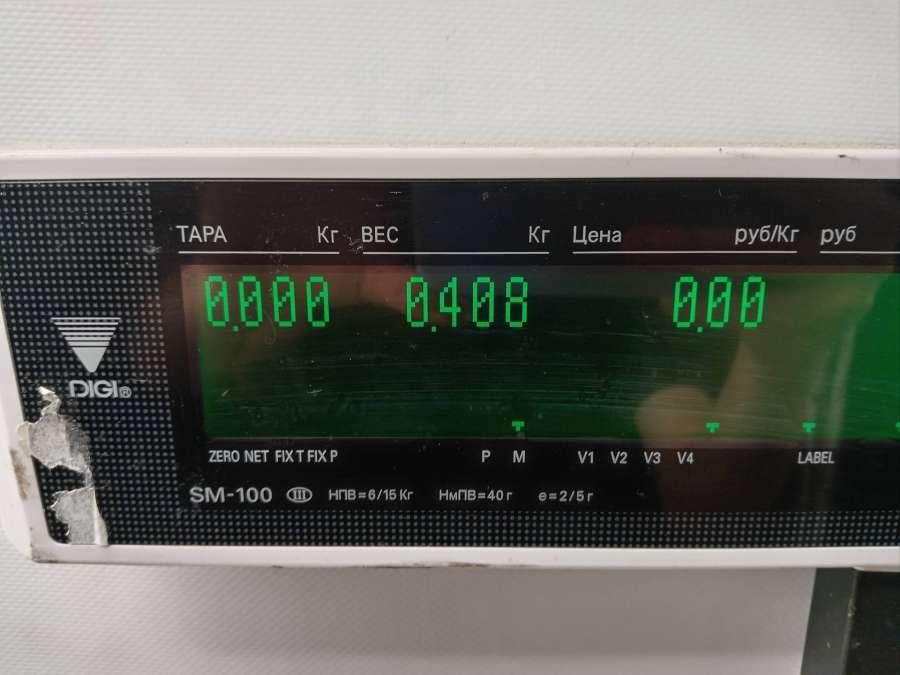 ТАРА Кг ВЕС Кг Цена руб/Кг руб
0.000 0.408 0.00
DIGI®
ZERO NET FIX T FIX P P M V1 V2 V3 V4 LABEL
SM-100 III НПВ=6/15 Кг НмПВ=40 г e=2/5 г